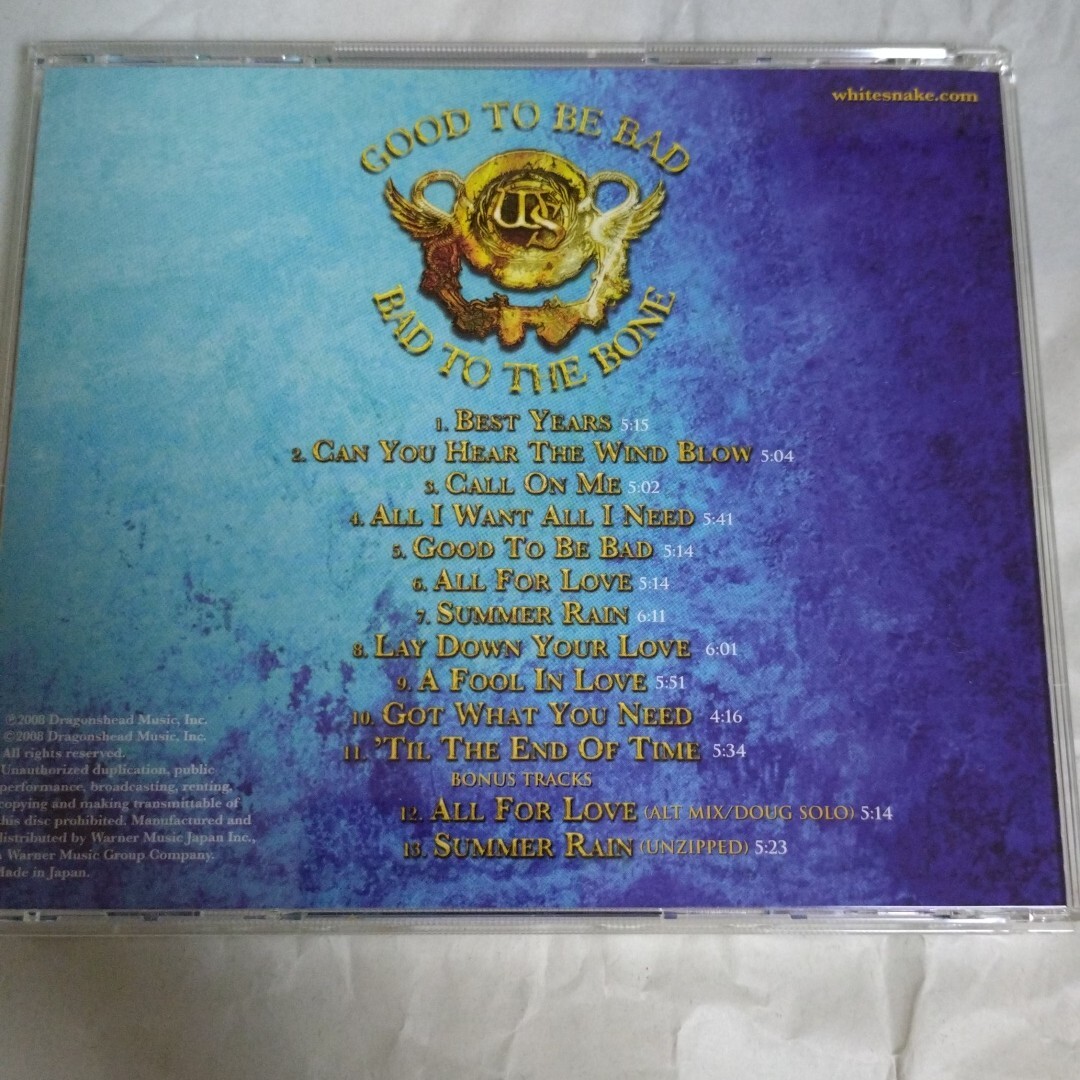 whitesnake.com
GOOD TO BE BAD
WS
BAD TO THE BONE
1. BEST YEARS 5:15
2. CAN YOU HEAR THE WIND BLOW 5:04
3. CALL ON ME 5:02
4. ALL I WANT ALL I NEED 5:41
5. GOOD TO BE BAD 5:14
6. ALL FOR LOVE 5:14
7. SUMMER RAIN 6:11
8. LAY DOWN YOUR LOVE 6:01
9. A FOOL IN LOVE 5:51
10. GOT WHAT YOU NEED 4:16
11. 'TIL THE END OF TIME 5:34
BONUS TRACKS
12. ALL FOR LOVE (ALT MIX/DOUG SOLO) 5:14
13. SUMMER RAIN (UNZIPPED) 5:23
℗2008 Dragonshead Music, Inc.
©2008 Dragonshead Music, Inc.
All rights reserved.
Unauthorized duplication, public
performance, broadcasting, renting,
copying and making transmittable of
this disc prohibited. Manufactured and
distributed by Warner Music Japan Inc.,
a Warner Music Group Company.
Made in Japan.